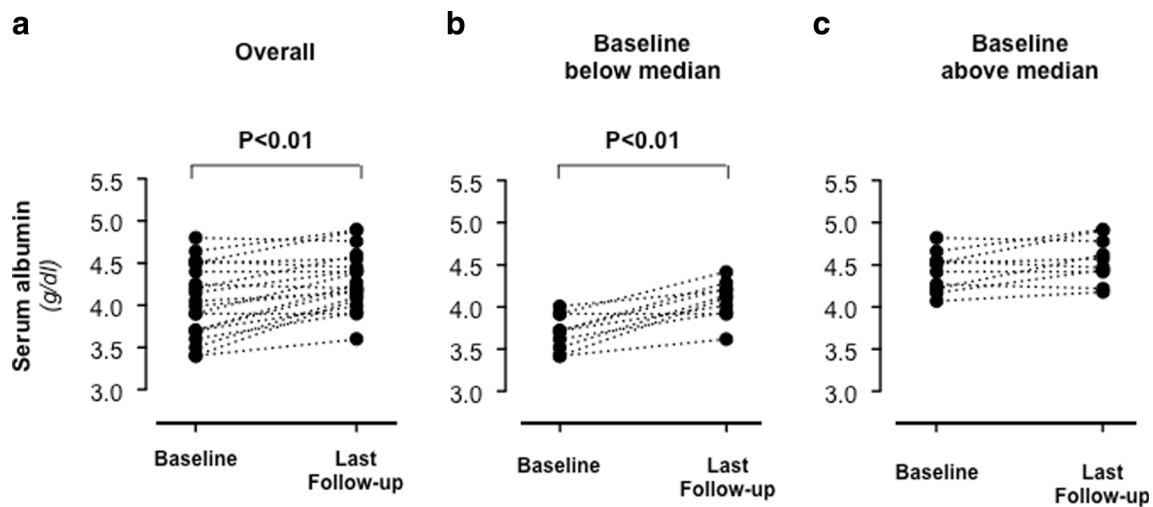 a
Overall
P<0.01
Serum albumin
(g/dl)
5.5
5.0
4.5
4.0
3.5
3.0
Baseline
Last
Follow-up
b
Baseline
below median
P<0.01
5.5
5.0
4.5
4.0
3.5
3.0
Baseline
Last
Follow-up
c
Baseline
above median
5.5
5.0
4.5
4.0
3.5
3.0
Baseline
Last
Follow-up